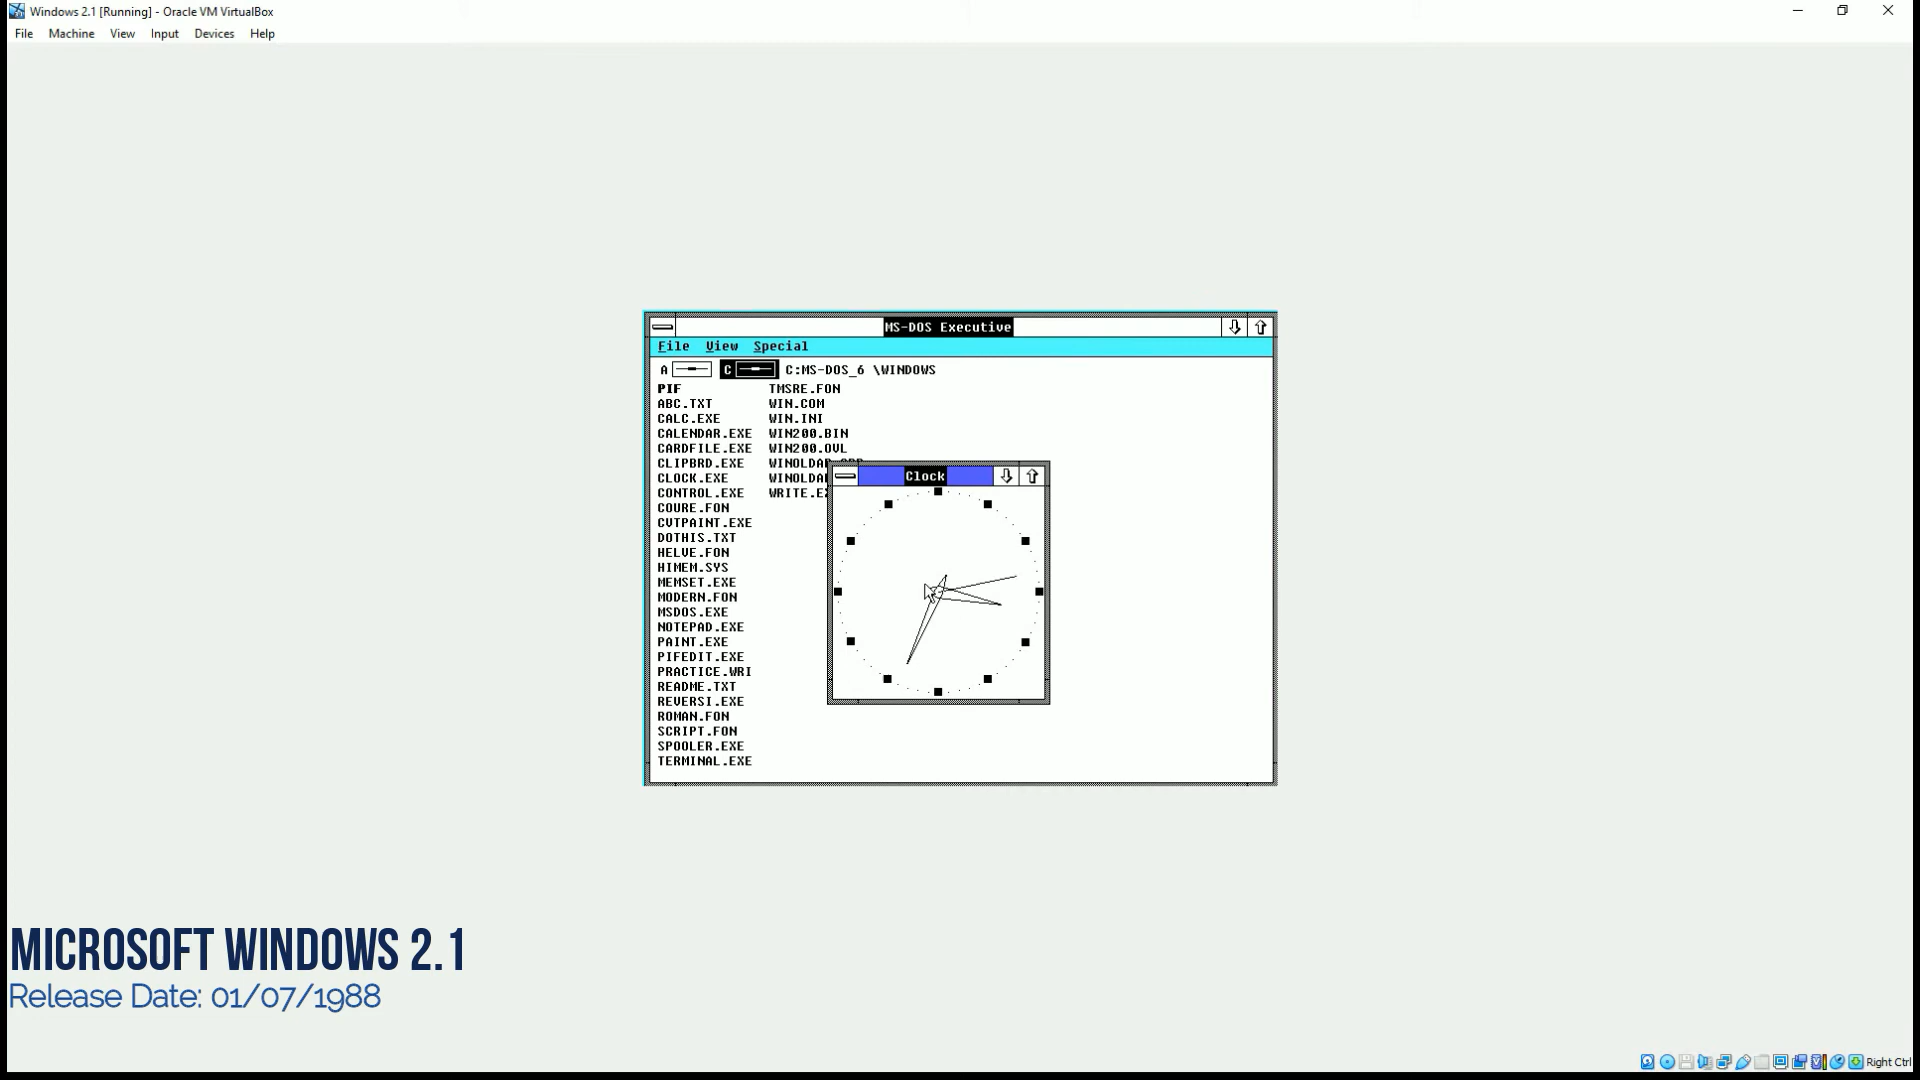 Windows 2.1 [Running] - Oracle VM VirtualBox
File Machine View Input Devices Help
MS-DOS Executive
File View Special
A C C:MS-DOS_6 \WINDOWS
PIF TMSRE.FON
ABC.TXT WIN.COM
CALC.EXE WIN.INI
CALENDAR.EXE WIN200.BIN
CARDFILE.EXE WIN200.OVL
CLIPBRD.EXE
CLOCK.EXE
CONTROL.EXE
COURE.FON
CVTPAINT.EXE
DOTHIS.TXT
HELVE.FON
HIMEM.SYS
MEMSET.EXE
MODERN.FON
MSDOS.EXE
NOTEPAD.EXE
PAINT.EXE
PIFEDIT.EXE
PRACTICE.WRI
README.TXT
REVERSI.EXE
ROMAN.FON
SCRIPT.FON
SPOOLER.EXE
TERMINAL.EXE
Clock
MICROSOFT WINDOWS 2.1
Release Date: 01/07/1988
Right Ctrl